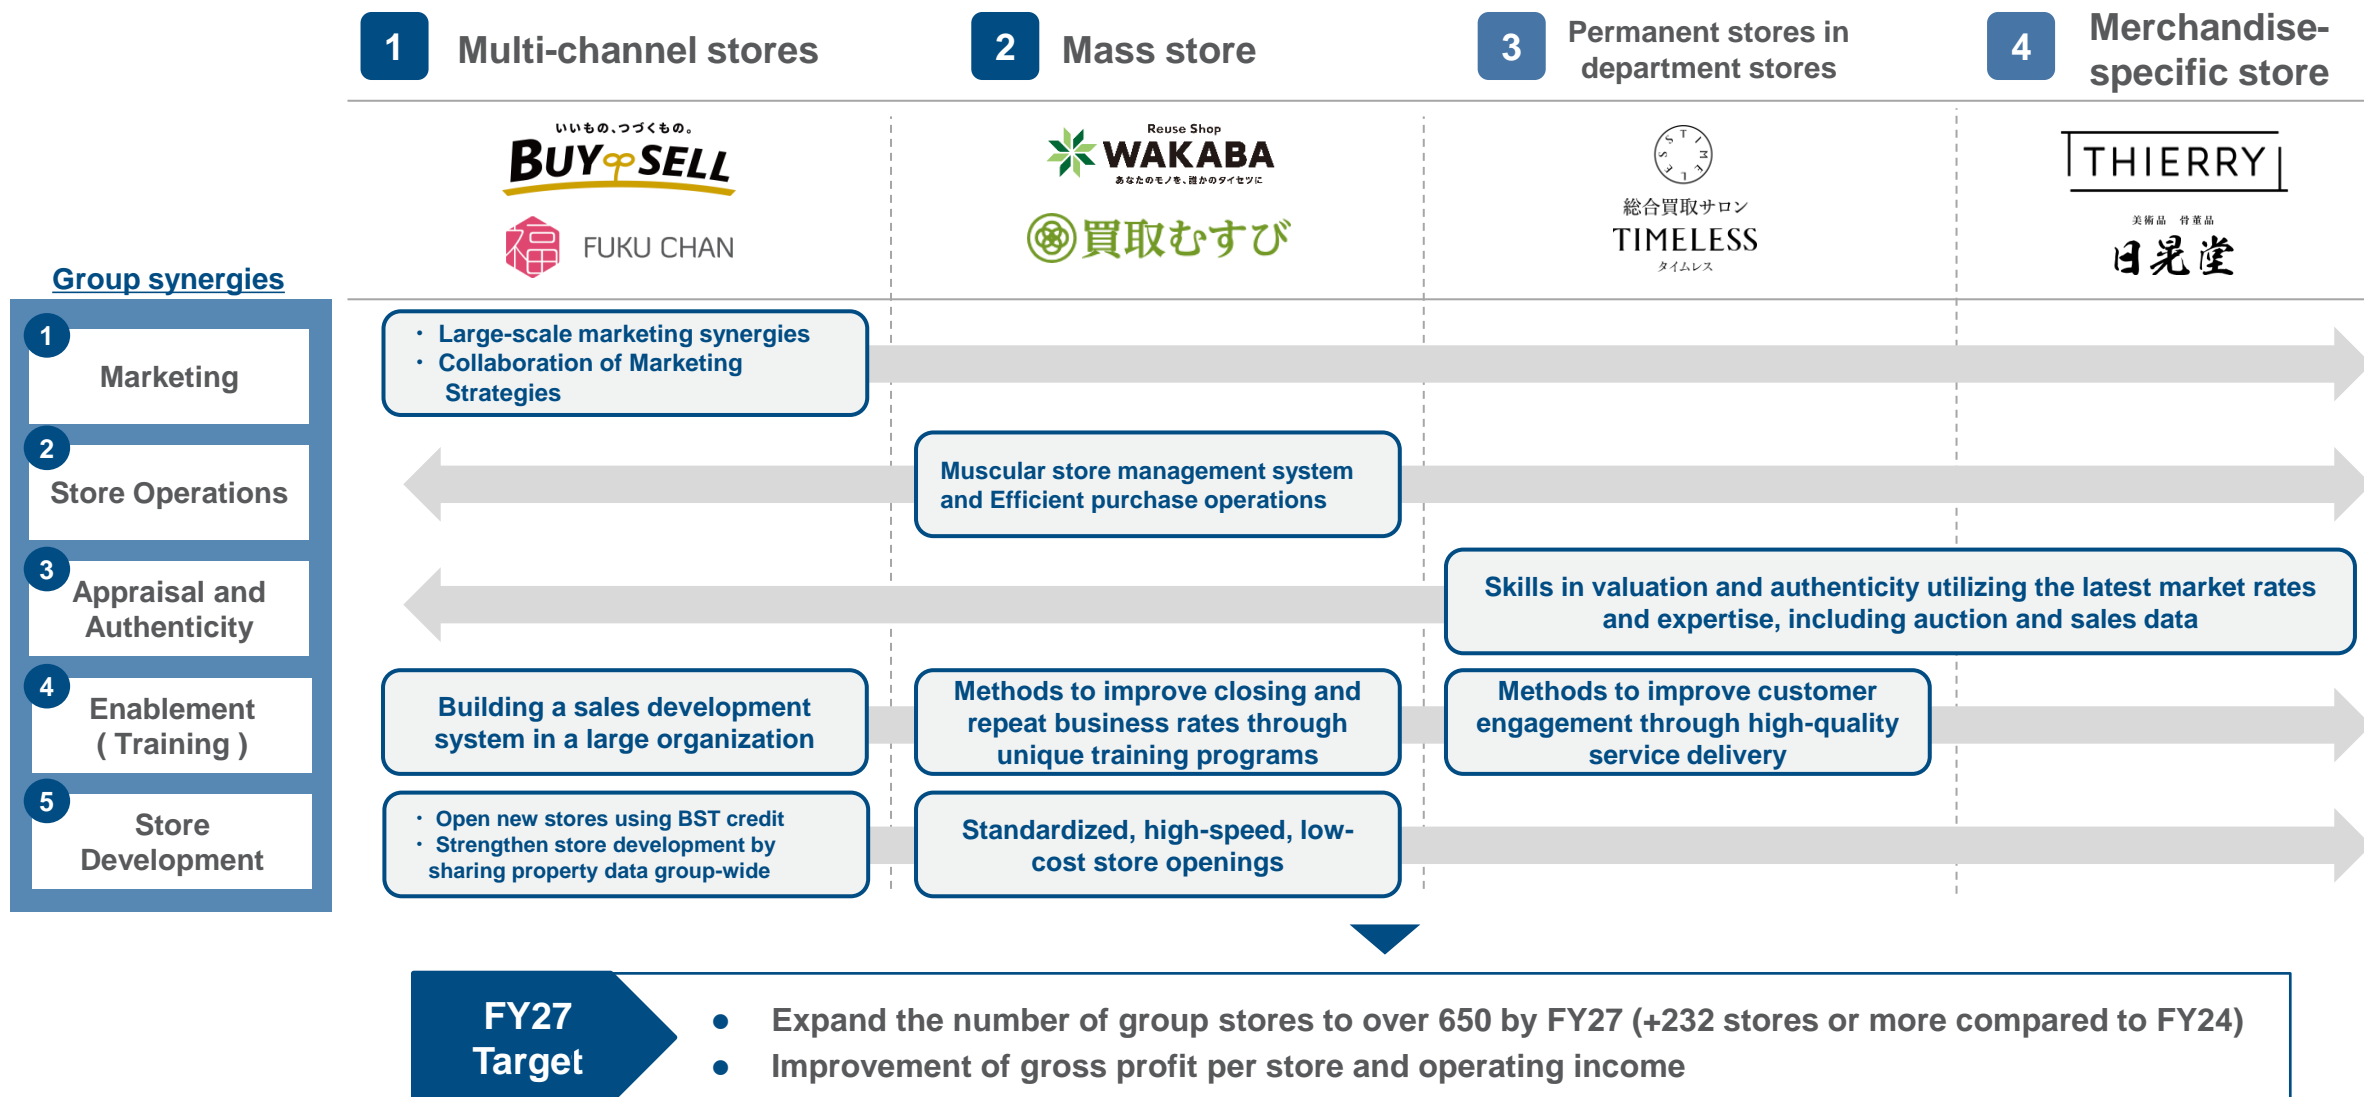 1
Multi-channel stores
2
Mass store
3
Permanent stores in
department stores
4
Merchandise-
specific store
いいもの、つづくもの。
BUY SELL
福
FUKU CHAN
Reuse Shop
WAKABA
あなたのモノを、誰かのタイセツに
買取むすび
TIMELESS
総合買取サロン
TIMELESS
タイムレス
THIERRY
美術品 骨董品
日晃堂
Group synergies
1
Marketing
・ Large-scale marketing synergies
・ Collaboration of Marketing
Strategies
2
Store Operations
Muscular store management system
and Efficient purchase operations
3
Appraisal and
Authenticity
Skills in valuation and authenticity utilizing the latest market rates
and expertise, including auction and sales data
4
Enablement
( Training )
Building a sales development
system in a large organization
Methods to improve closing and
repeat business rates through
unique training programs
Methods to improve customer
engagement through high-quality
service delivery
5
Store
Development
・ Open new stores using BST credit
・ Strengthen store development by
sharing property data group-wide
Standardized, high-speed, low-
cost store openings
FY27
Target
● Expand the number of group stores to over 650 by FY27 (+232 stores or more compared to FY24)
● Improvement of gross profit per store and operating income